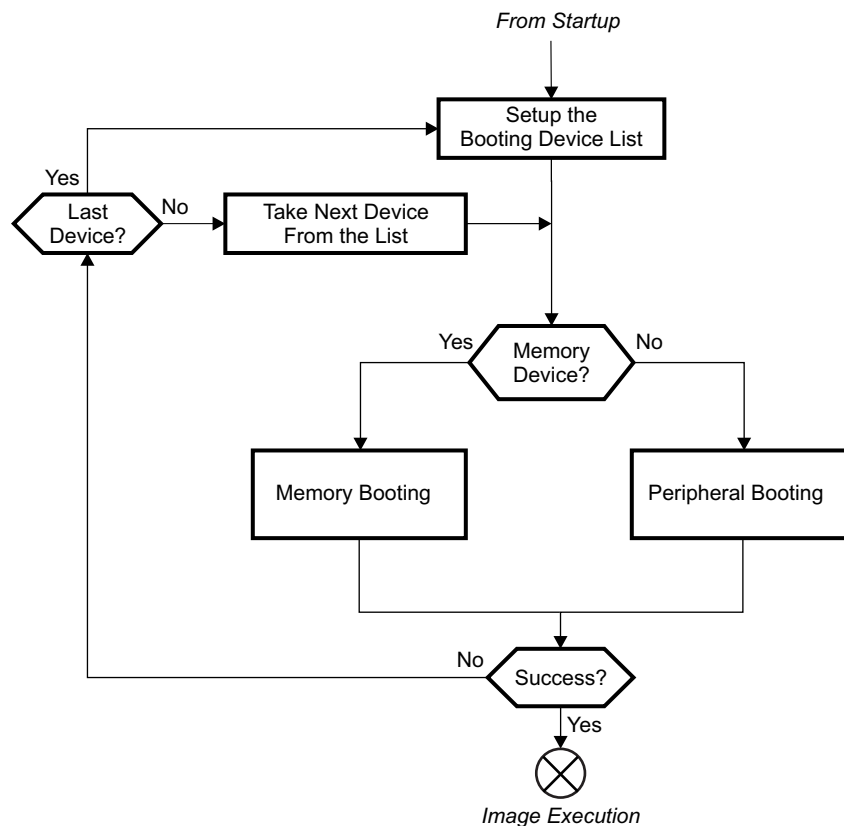 From Startup
Setup the
Booting Device List
Yes
Last
Device?
No
Take Next Device
From the List
Yes
Memory
Device?
No
Memory Booting
Peripheral Booting
No
Success?
Yes
Image Execution